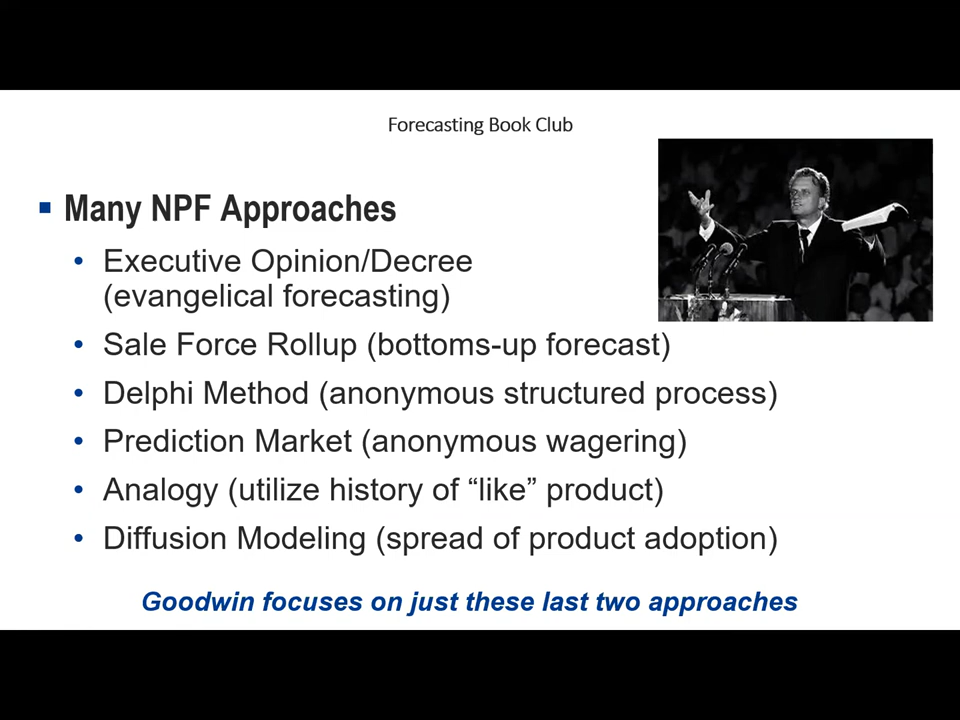 Forecasting Book Club
Many NPF Approaches
Executive Opinion/Decree
(evangelical forecasting)
Sale Force Rollup (bottoms-up forecast)
Delphi Method (anonymous structured process)
Prediction Market (anonymous wagering)
Analogy (utilize history of “like” product)
Diffusion Modeling (spread of product adoption)
Goodwin focuses on just these last two approaches